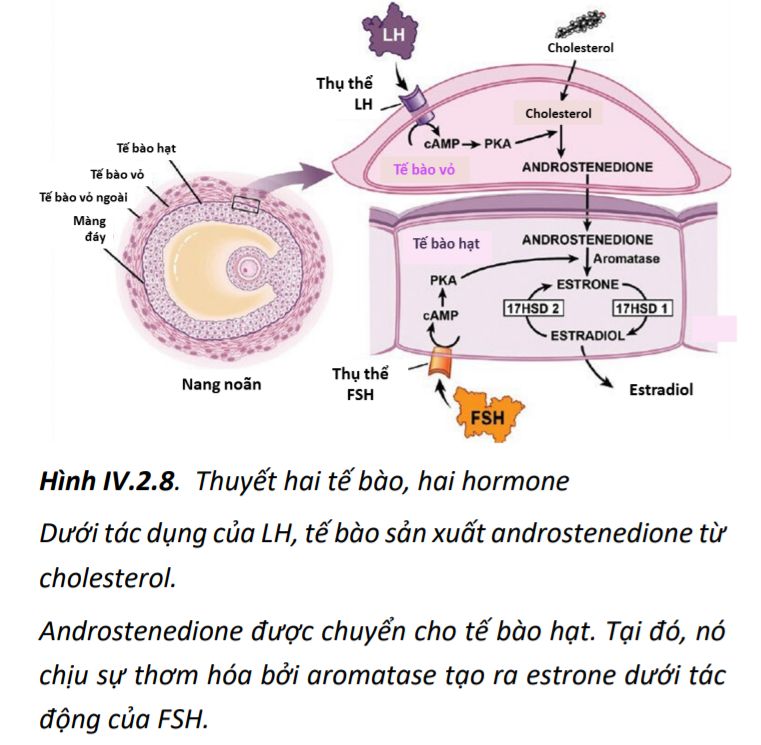 LH
Cholesterol
Thụ thể
LH
Cholesterol
cAMP
PKA
Tế bào vỏ
ANDROSTENEDIONE
Tế bào hạt
Tế bào vỏ
Tế bào vỏ ngoài
Màng
đáy
Nang noãn
Tế bào hạt
ANDROSTENEDIONE
Aromatase
PKA
ESTRONE
17HSD 2
17HSD 1
cAMP
ESTRADIOL
Thụ thể
FSH
Estradiol
FSH
Hình IV.2.8. Thuyết hai tế bào, hai hormone
Dưới tác dụng của LH, tế bào sản xuất androstenedione từ
cholesterol.
Androstenedione được chuyển cho tế bào hạt. Tại đó, nó
chịu sự thơm hóa bởi aromatase tạo ra estrone dưới tác
động của FSH.